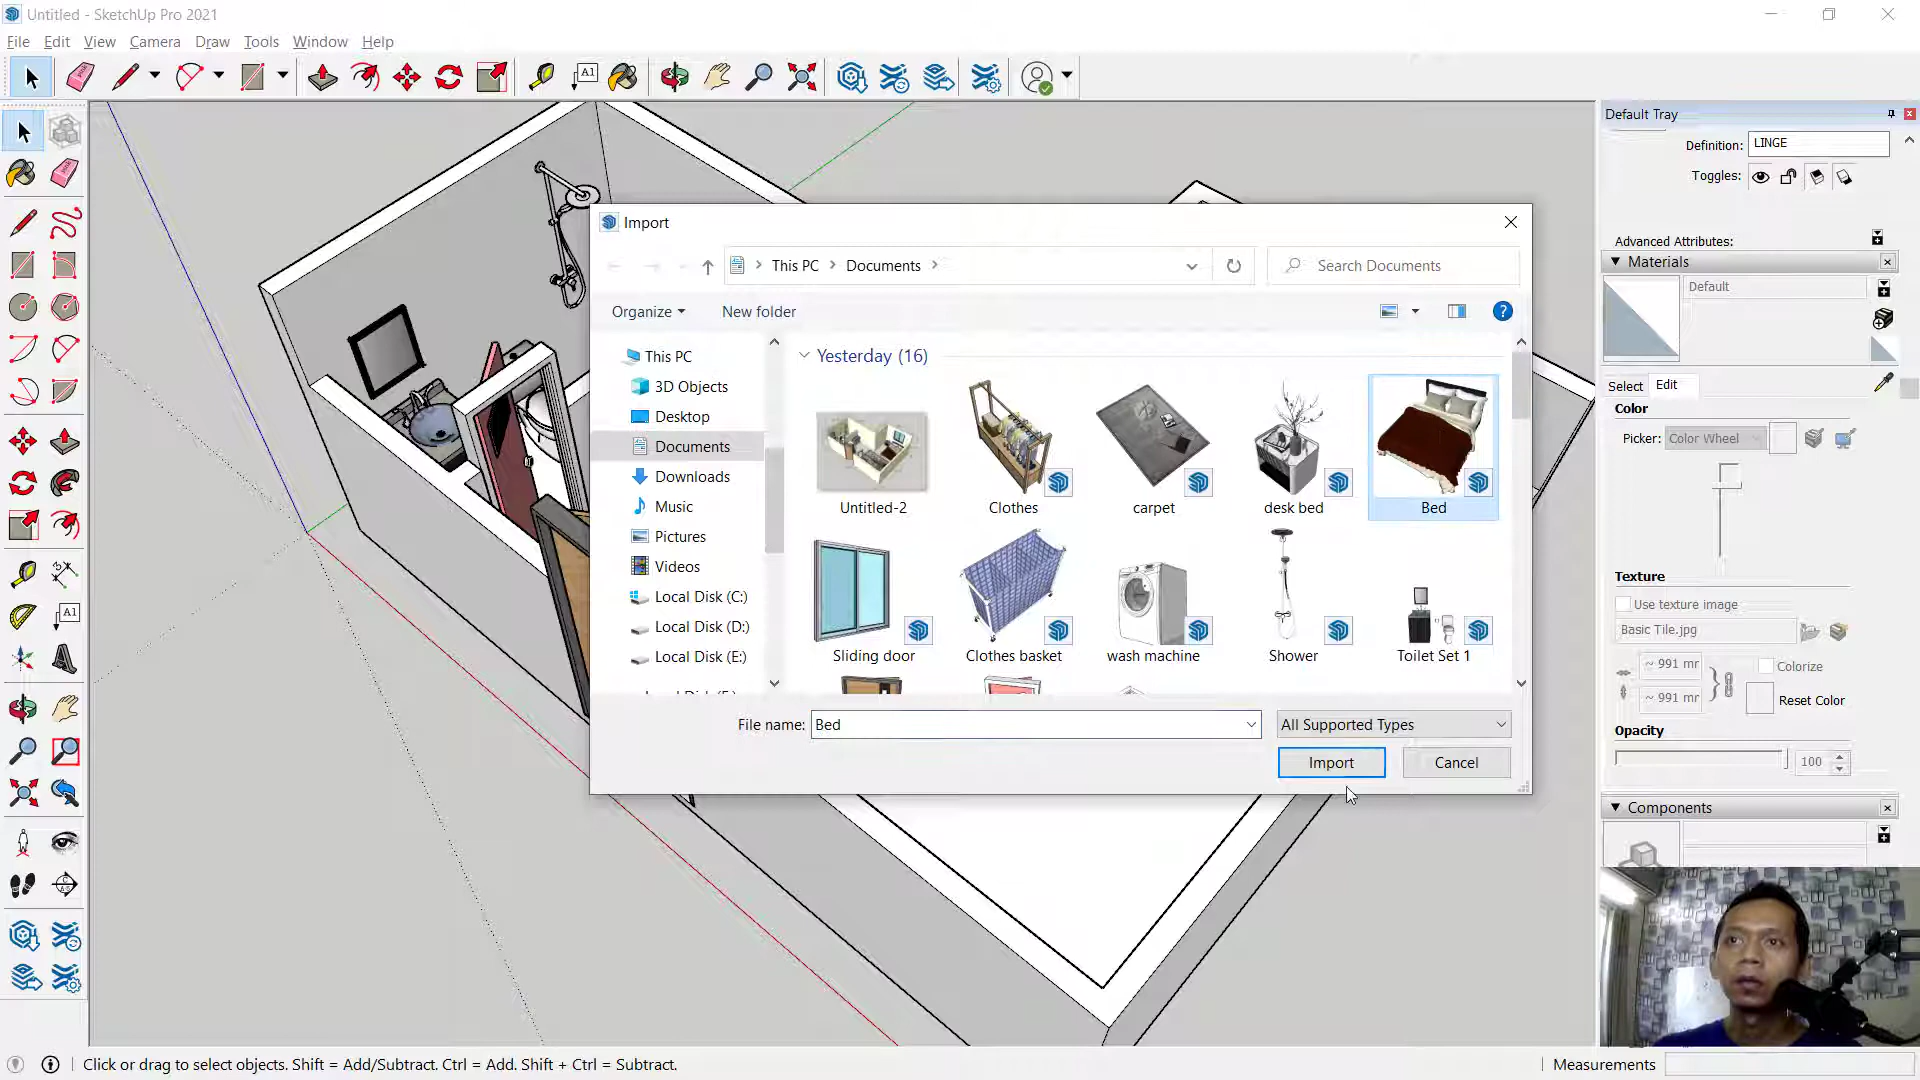 Untitled - SketchUp Pro 2021
File Edit View Camera Draw Tools Window Help
Default Tray
Definition: LINGE
Toggles:
Advanced Attributes:
Materials
Default
Select Edit
Color
Picker: Color Wheel
Texture
Use texture image
Basic Tile.jpg
~ 991 mr
Colorize
~ 991 mr
Reset Color
Opacity
100
Components
Import
This PC > Documents >
Search Documents
Organize New folder
This PC
3D Objects
Desktop
Documents
Downloads
Music
Pictures
Videos
Local Disk (C:)
Local Disk (D:)
Local Disk (E:)
Yesterday (16)
Untitled-2 Clothes carpet desk bed Bed
Sliding door Clothes basket wash machine Shower Toilet Set 1
File name: Bed
All Supported Types
Import Cancel
Click or drag to select objects. Shift = Add/Subtract. Ctrl = Add. Shift + Ctrl = Subtract.
Measurements